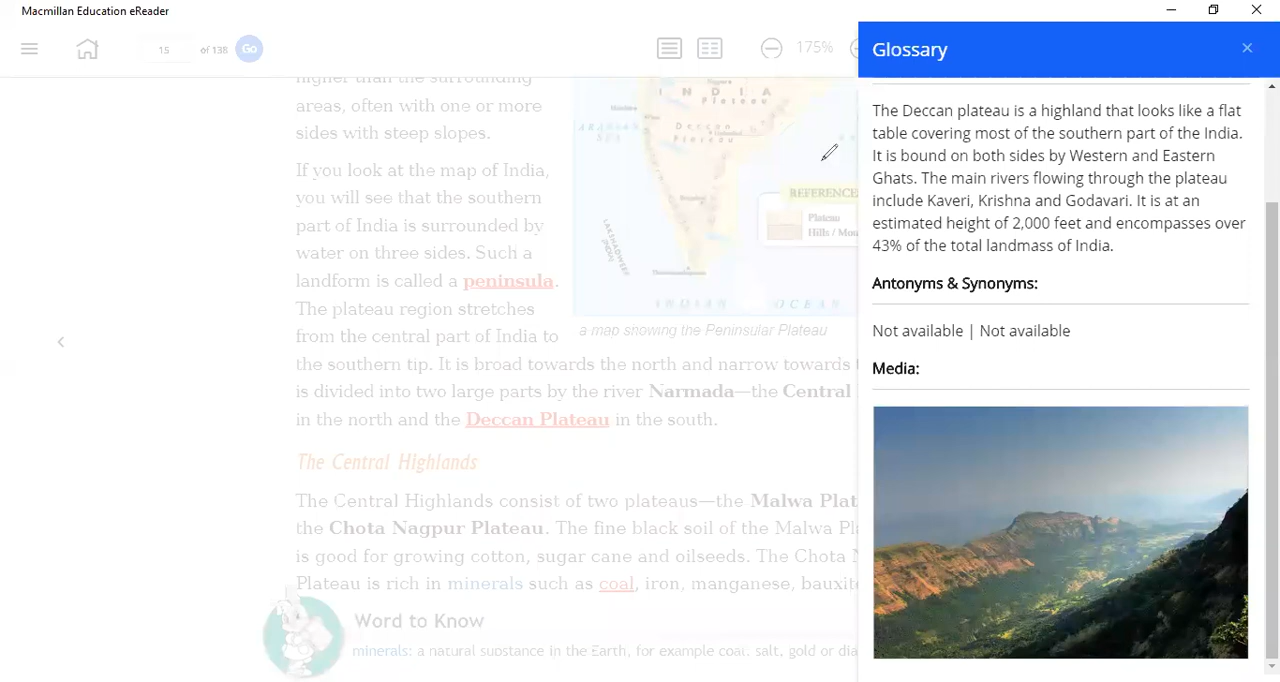 Macmillan Education eReader
15 of 138 Go
175%
higher than the surrounding
areas, often with one or more
sides with steep slopes.
If you look at the map of India,
you will see that the southern
part of India is surrounded by
water on three sides. Such a
landform is called a peninsula.
The plateau region stretches
from the central part of India to
the southern tip. It is broad towards the north and narrow towards
is divided into two large parts by the river Narmada—the Central
in the north and the Deccan Plateau in the south.
INDIA
Plateau
ARABIAN
SEA
Deccan
Plateau
LAKSHADWEEP
(INDIA)
REFERENCE
Plateau
Hills / Mou
INDIAN OCEAN
a map showing the Peninsular Plateau
The Central Highlands
The Central Highlands consist of two plateaus—the Malwa Plat
the Chota Nagpur Plateau. The fine black soil of the Malwa Pl
is good for growing cotton, sugar cane and oilseeds. The Chota N
Plateau is rich in minerals such as coal, iron, manganese, bauxite
Word to Know
minerals: a natural substance in the Earth, for example coal, salt, gold or dia
Glossary
The Deccan plateau is a highland that looks like a flat
table covering most of the southern part of the India.
It is bound on both sides by Western and Eastern
Ghats. The main rivers flowing through the plateau
include Kaveri, Krishna and Godavari. It is at an
estimated height of 2,000 feet and encompasses over
43% of the total landmass of India.
Antonyms & Synonyms:
Not available | Not available
Media: